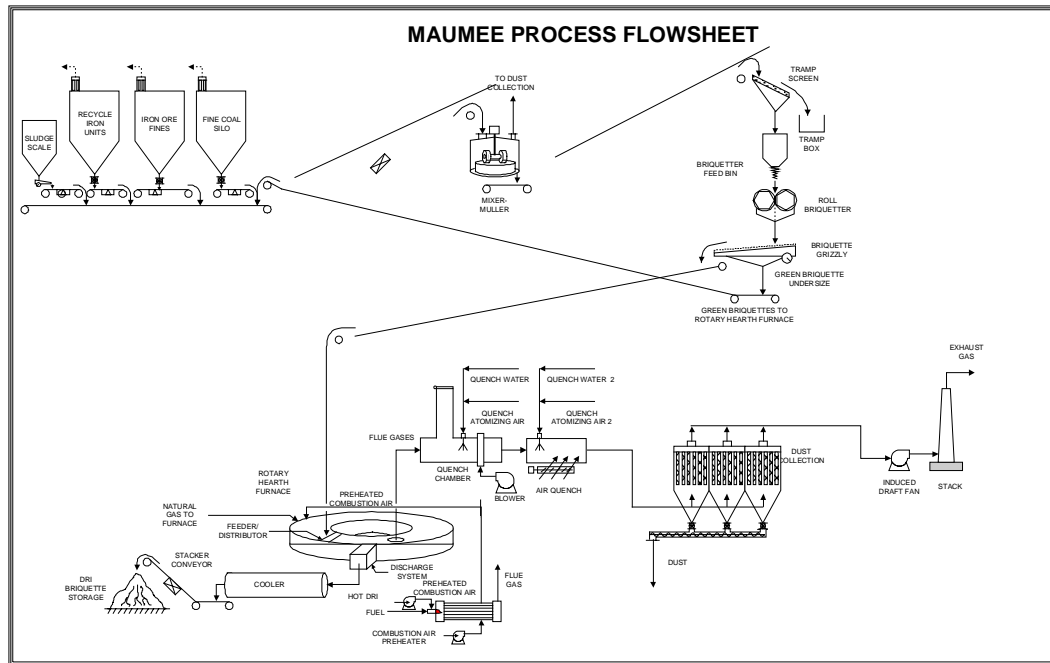 MAUMEE PROCESS FLOWSHEET
TO DUST
COLLECTION
TRAMP
SCREEN
RECYCLE
IRON
UNITS
IRON ORE
FINES
FINE COAL
SILO
SLUDGE
SCALE
TRAMP
BOX
BRIQUETTER
FEED BIN
MIXER-
MULLER
ROLL
BRIQUETTER
BRIQUETTE
GRIZZLY
GREEN BRIQUETTE
UNDERSIZE
GREEN BRIQUETTES TO
ROTARY HEARTH FURNACE
EXHAUST
GAS
QUENCH WATER
QUENCH WATER 2
QUENCH
ATOMIZING AIR
QUENCH
ATOMIZING AIR 2
FLUE GASES
DUST
COLLECTION
QUENCH
CHAMBER
BLOWER
AIR QUENCH
INDUCED
DRAFT FAN
STACK
ROTARY
HEARTH
FURNACE
PREHEATED
COMBUSTION AIR
NATURAL
GAS TO
FURNACE
FEEDER/
DISTRIBUTOR
STACKER
CONVEYOR
DISCHARGE
SYSTEM
DUST
DRI
BRIQUETTE
STORAGE
COOLER
HOT DRI
PREHEATED
COMBUSTION AIR
FLUE
GAS
FUEL
COMBUSTION AIR
PREHEATER